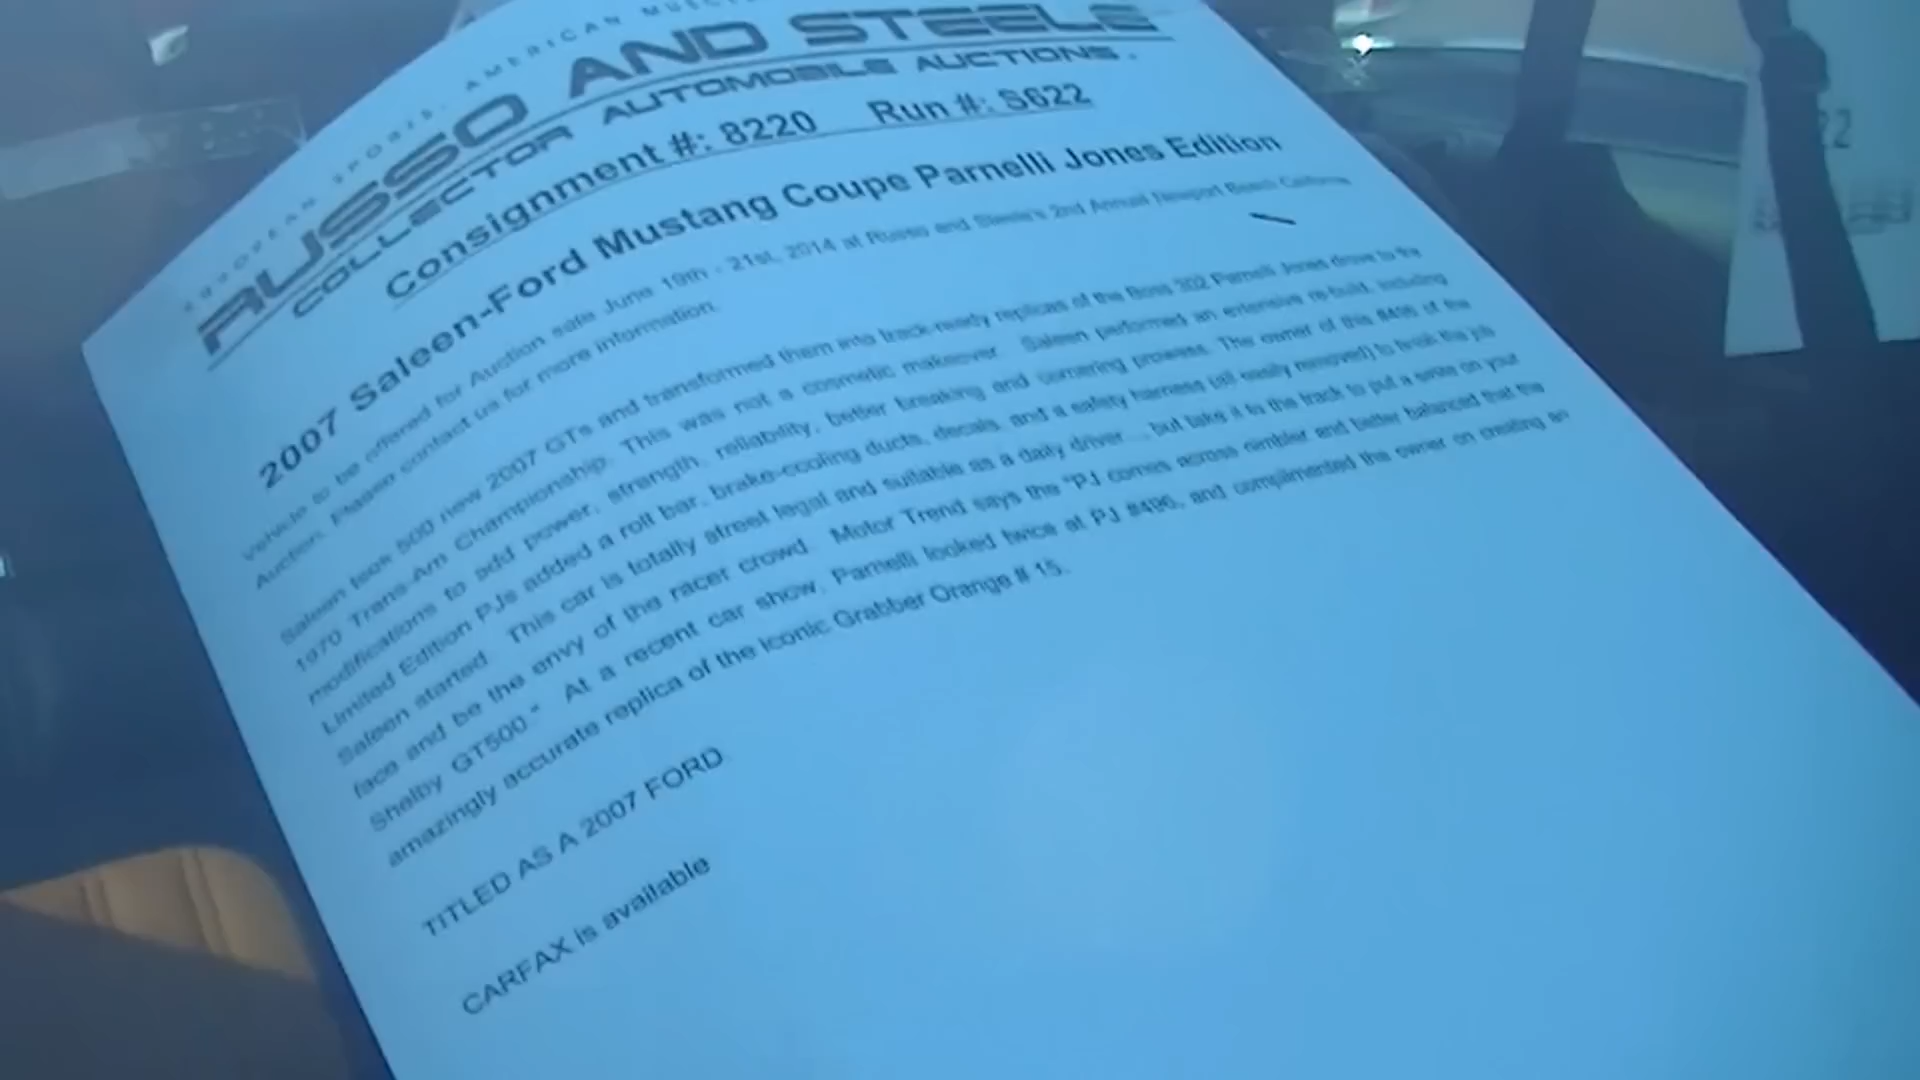 EUROPEAN SPORTS, AMERICAN MUSC
RUSSO AND STEELE
COLLECTOR AUTOMOBILE AUCTIONS.
Consignment #: 8220 Run #: S622
2007 Saleen-Ford Mustang Coupe Parnelli Jones Edition
Vehicle to be offered for Auction sale June 19th - 21st, 2014 at Russo and Steele's 2nd Annual Newport Beach California
Auction. Please contact us for more information.
Saleen took 500 new 2007 GTs and transformed them into track-ready replicas of the Boss 302 Parnelli Jones drove to the
1970 Trans-Am Championship. This was not a cosmetic makeover. Saleen performed an extensive re-build, including
modifications to add power, strength, reliability, better breaking and cornering prowess. The owner of this #496 of the
Limited Edition PJs added a roll bar, brake-cooling ducts, decals, and a safety harness (all easily removed) to finish the job
Saleen started. This car is totally street legal and suitable as a daily driver... but take it to the track to put a smile on your
face and be the envy of the racer crowd. Motor Trend says the "PJ comes across nimbler and better balanced that the
Shelby GT500." At a recent car show, Parnelli looked twice at PJ #496, and complimented the owner on creating an
amazingly accurate replica of the iconic Grabber Orange # 15.
TITLED AS A 2007 FORD
CARFAX is available